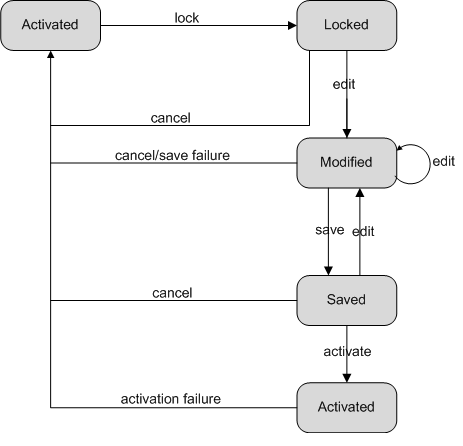 Activated
lock
Locked
edit
cancel
cancel/save failure
Modified
edit
save
edit
cancel
Saved
activate
activation failure
Activated